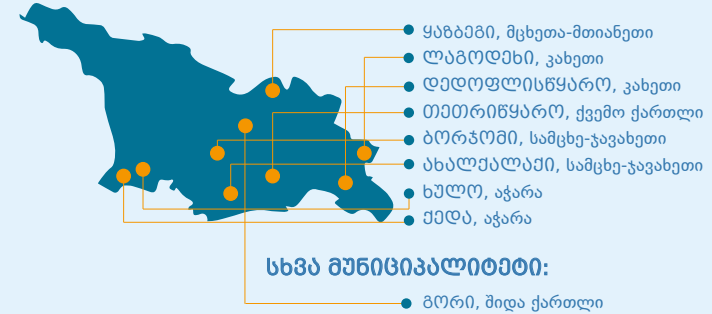 ყაზბეგი, მცხეთა-მთიანეთი
ლაგოდეხი, კახეთი
დედოფლისწყარო, კახეთი
თეთრიწყარო, ქვემო ქართლი
ბორჯომი, სამცხე-ჯავახეთი
ახალქალაქი, სამცხე-ჯავახეთი
ხულო, აჭარა
ქედა, აჭარა
სხვა მუნიციპალიტეტი:
გორი, შიდა ქართლი